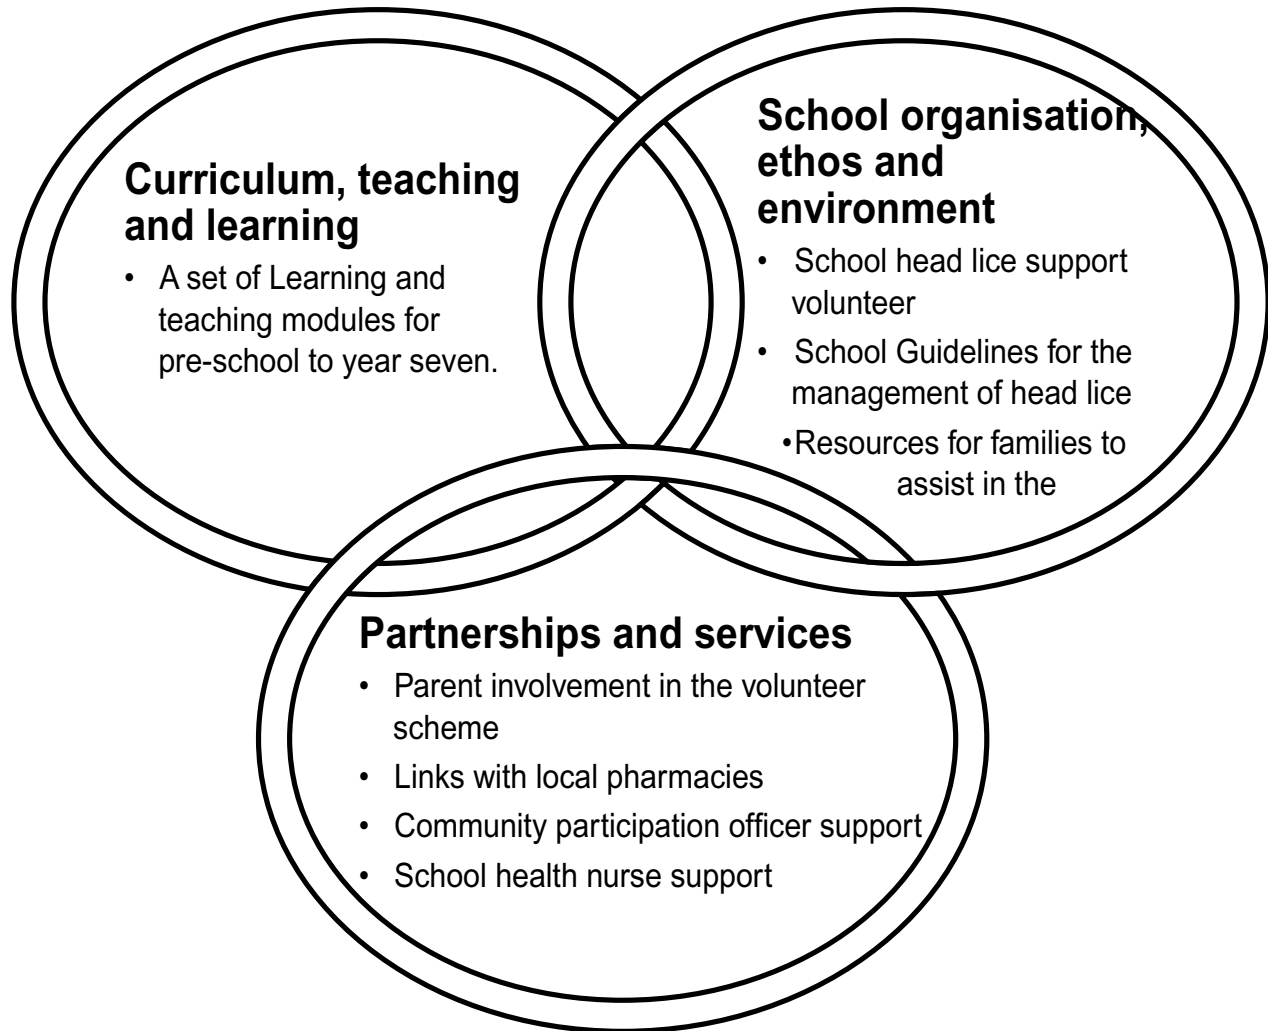 Curriculum, teaching
and learning
• A set of Learning and
teaching modules for
pre-school to year seven.
School organisation,
ethos and
environment
• School head lice support
volunteer
• School Guidelines for the
management of head lice
•Resources for families to
assist in the
Partnerships and services
• Parent involvement in the volunteer
scheme
• Links with local pharmacies
• Community participation officer support
• School health nurse support